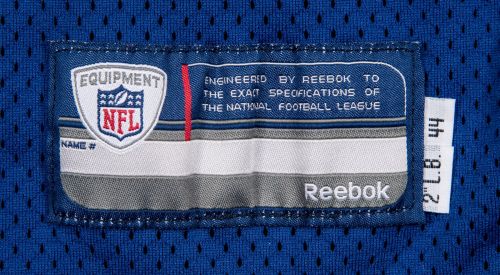 EQUIPMENT
NFL
NAME #
ENGINEERED BY REEBOK TO
THE EXACT SPECIFICATIONS OF
THE NATIONAL FOOTBALL LEAGUE
Reebok
2" L.B. 44